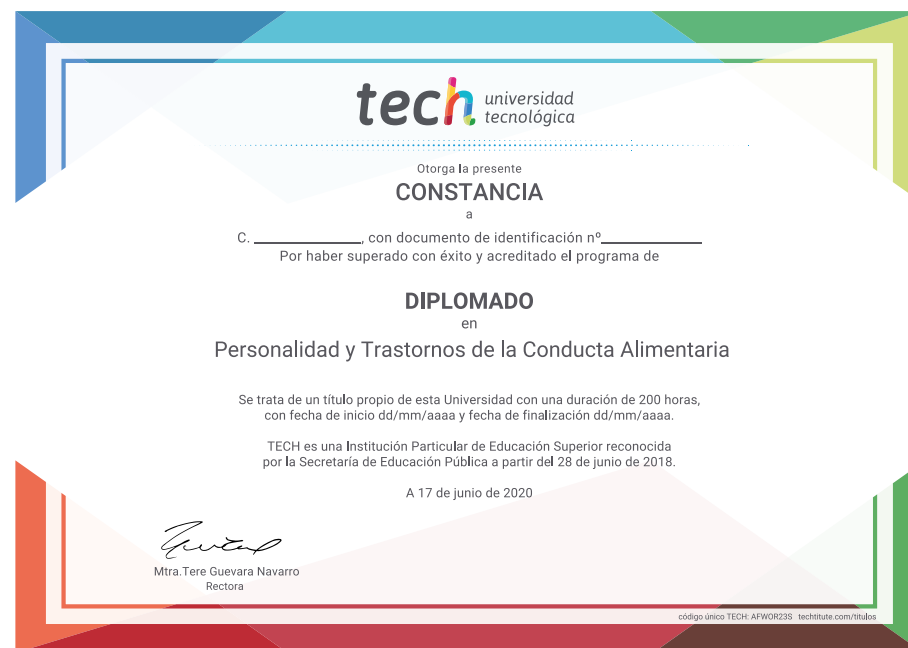 tech universidad
tecnológica
Otorga la presente
CONSTANCIA
a
C. ____________, con documento de identificación nº____________
Por haber superado con éxito y acreditado el programa de
DIPLOMADO
en
Personalidad y Trastornos de la Conducta Alimentaria
Se trata de un título propio de esta Universidad con una duración de 200 horas,
con fecha de inicio dd/mm/aaaa y fecha de finalización dd/mm/aaaa.
TECH es una Institución Particular de Educación Superior reconocida
por la Secretaría de Educación Pública a partir del 28 de junio de 2018.
A 17 de junio de 2020
Mtra.Tere Guevara Navarro
Rectora
código único TECH: AFWOR23S techtitute.com/titulos